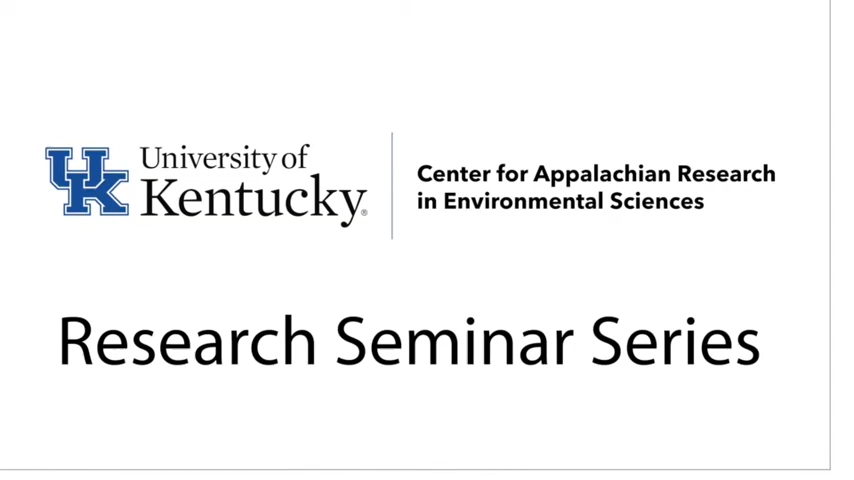 UK
University of
Kentucky®
Center for Appalachian Research
in Environmental Sciences
Research Seminar Series